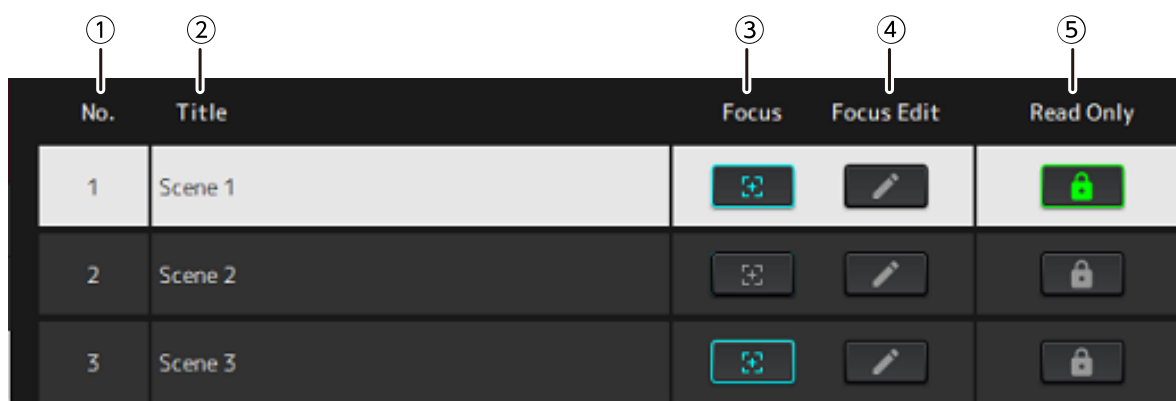 ① ② ③ ④ ⑤
No. Title Focus Focus Edit Read Only
1 Scene 1
2 Scene 2
3 Scene 3